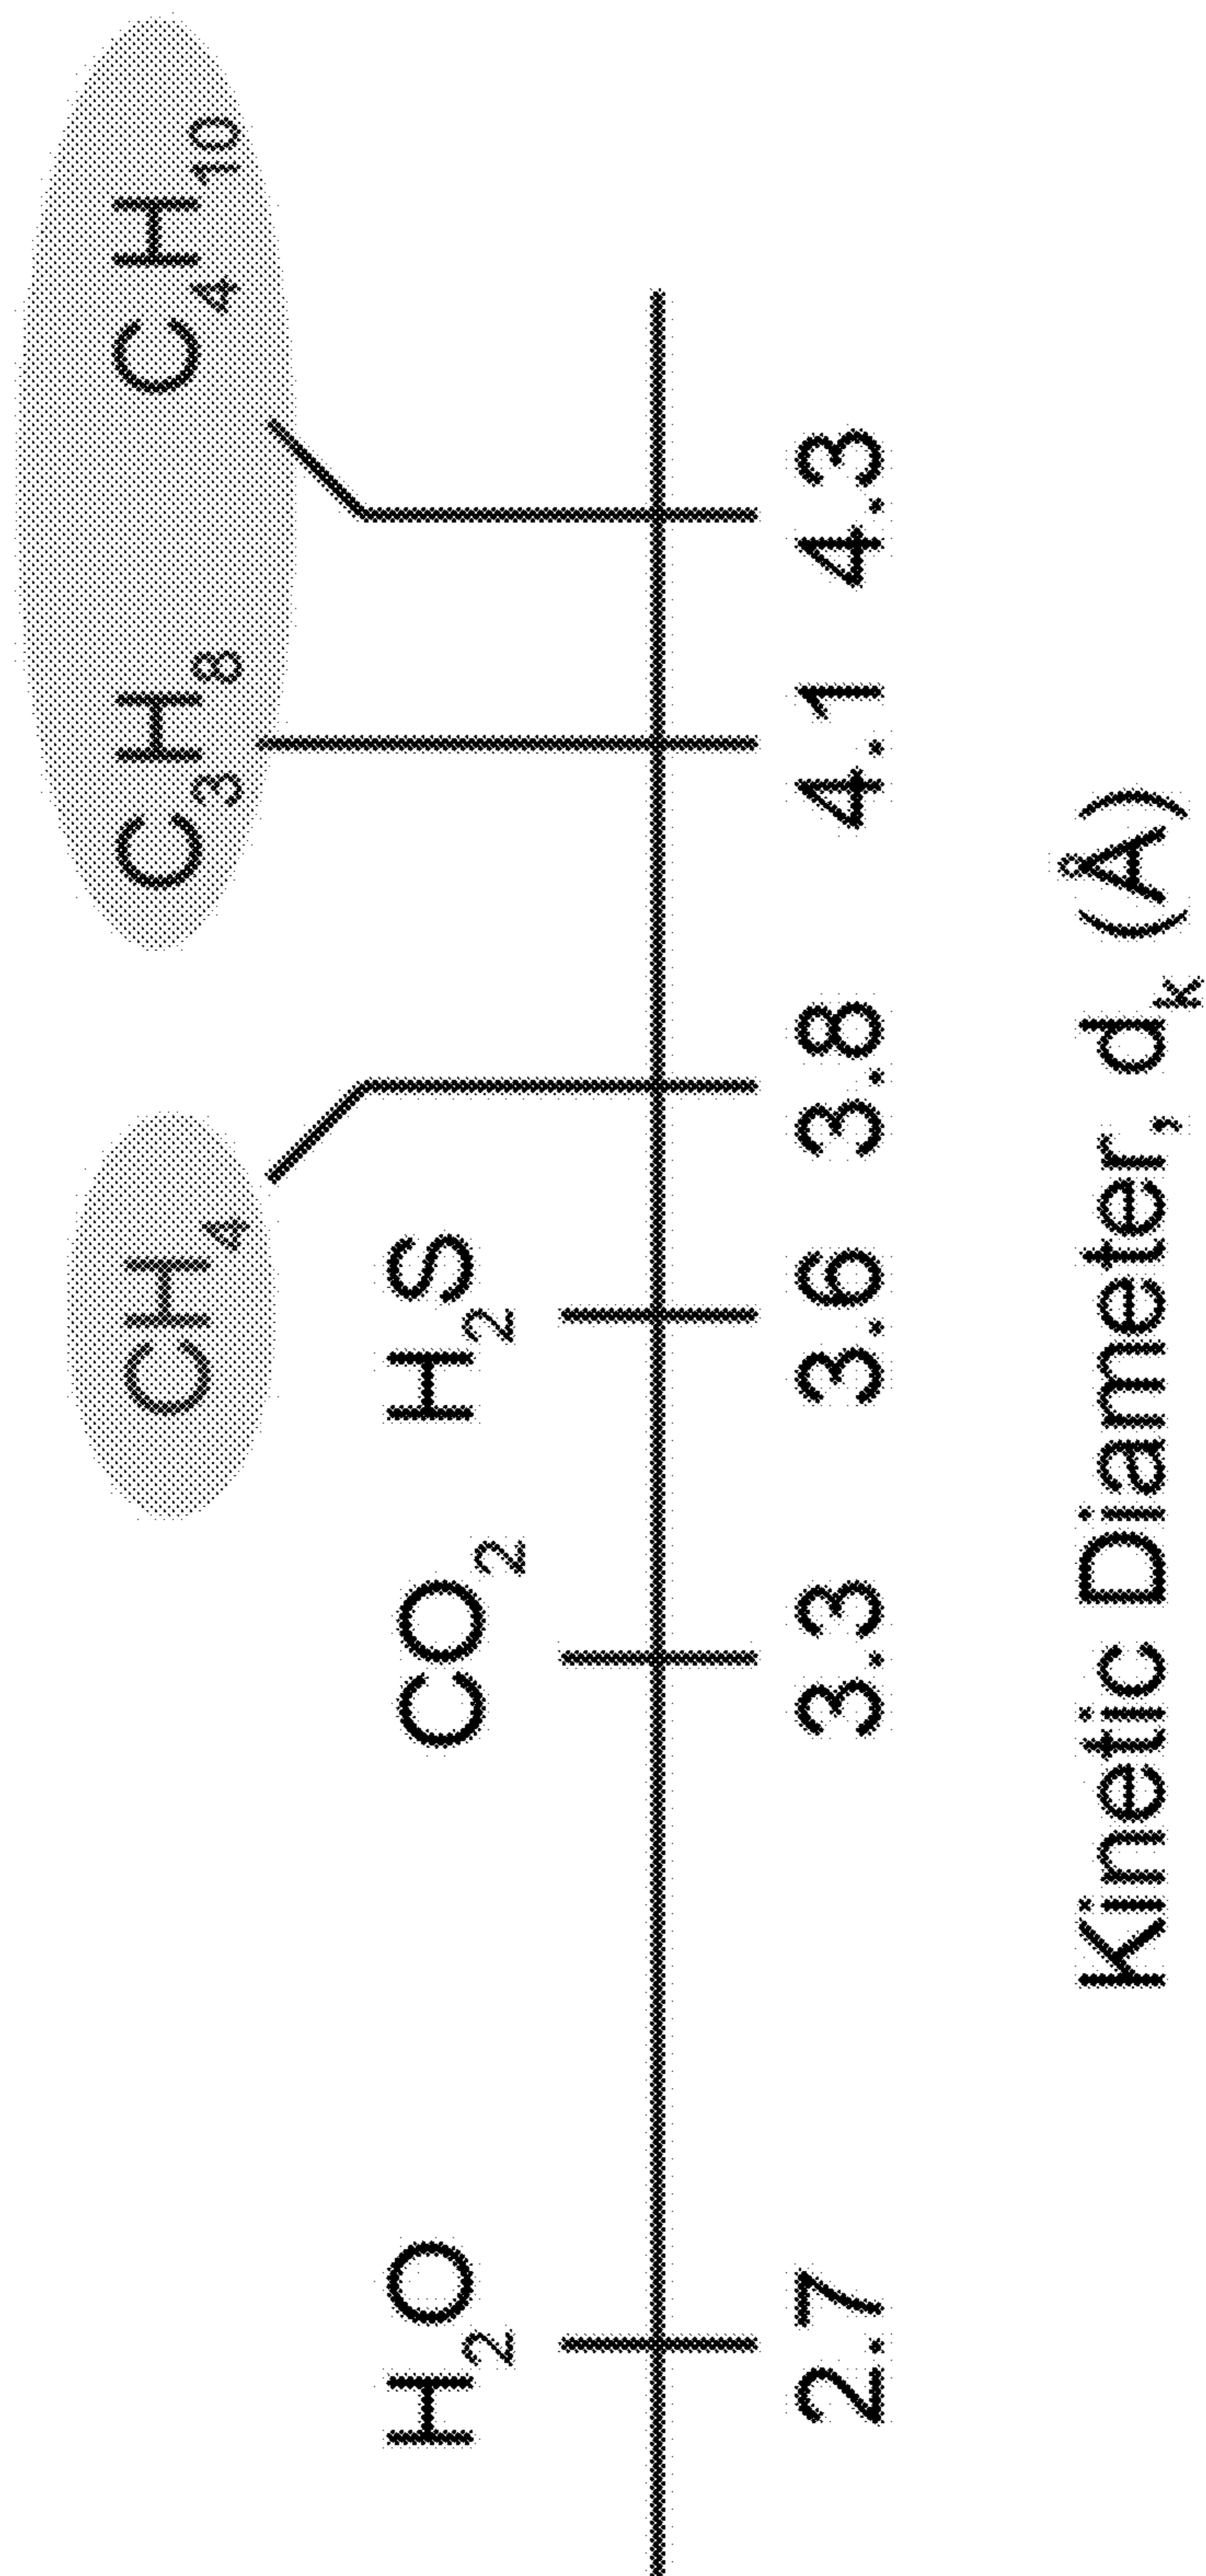 CH₄ C₃H₈ C₄H₁₀
H₂O CO₂ H₂S
2.7 3.3 3.6 3.8 4.1 4.3
Kinetic Diameter, dₖ (Å)